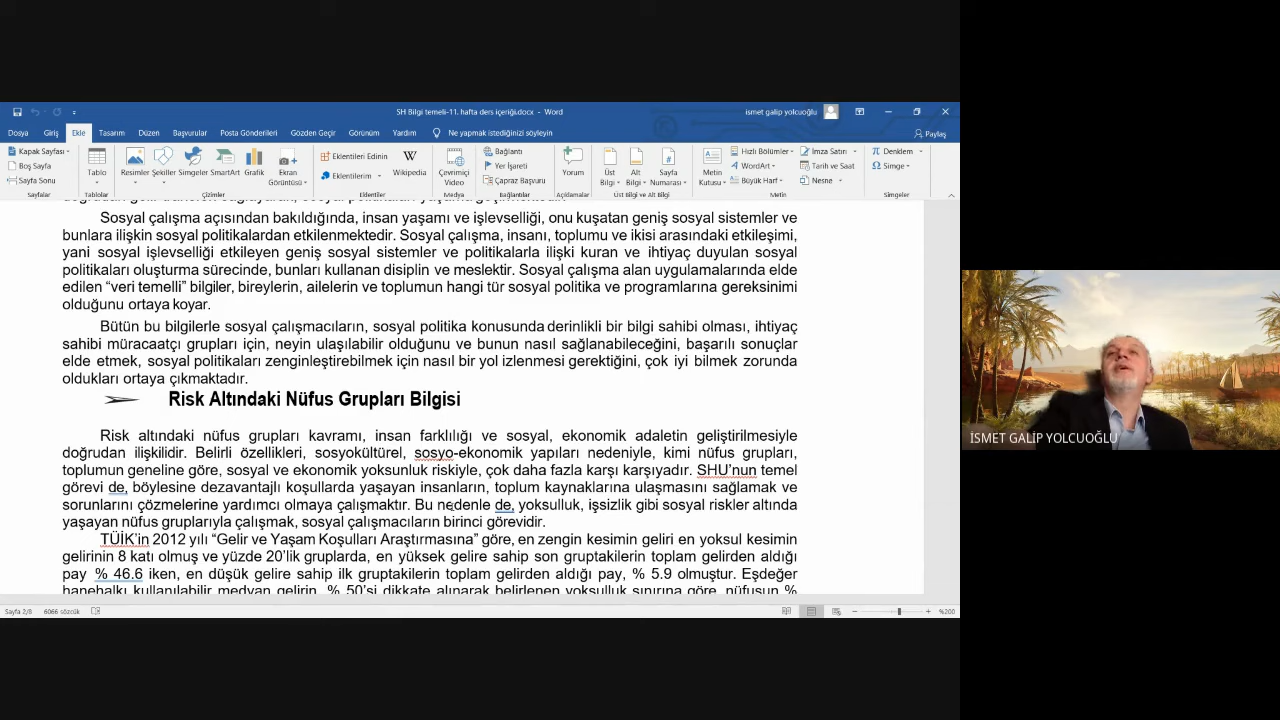 SH Bilgi temeli-11. hafta ders içeriği.docx - Word
ismet galip yolcuoğlu
Dosya Giriş Ekle Tasarım Düzen Başvurular Posta Gönderileri Gözden Geçir Görünüm Yardım Ne yapmak istediğinizi söyleyin Paylaş
Kapak Sayfası
Boş Sayfa
Sayfa Sonu
Sayfalar
Tablo
Tablolar
Resimler Şekiller Simgeler SmartArt Grafik Ekran Görüntüsü
Çizimler
Eklentileri Edinin
Eklentilerim
Wikipedia
Eklentiler
Çevrimiçi Video
Medya
Bağlantı
Yer İşareti
Çapraz Başvuru
Bağlantılar
Yorum
Açıklamalar
Üst Bilgi Alt Bilgi Sayfa Numarası
Üst Bilgi ve Alt Bilgi
Metin Kutusu
Hızlı Bölümler
WordArt
Büyük Harf
İmza Satırı
Tarih ve Saat
Nesne
Metin
Denklem
Simge
Simgeler
Sosyal çalışma açısından bakıldığında, insan yaşamı ve işlevselliği, onu kuşatan geniş sosyal sistemler ve
bunlara ilişkin sosyal politikalardan etkilenmektedir. Sosyal çalışma, insanı, toplumu ve ikisi arasındaki etkileşimi,
yani sosyal işlevselliği etkileyen geniş sosyal sistemler ve politikalarla ilişki kuran ve ihtiyaç duyulan sosyal
politikaları oluşturma sürecinde, bunları kullanan disiplin ve meslektir. Sosyal çalışma alan uygulamalarında elde
edilen “veri temelli” bilgiler, bireylerin, ailelerin ve toplumun hangi tür sosyal politika ve programlarına gereksinimi
olduğunu ortaya koyar.
Bütün bu bilgilerle sosyal çalışmacıların, sosyal politika konusunda derinlikli bir bilgi sahibi olması, ihtiyaç
sahibi müracaatçı grupları için, neyin ulaşılabilir olduğunu ve bunun nasıl sağlanabileceğini, başarılı sonuçlar
elde etmek, sosyal politikaları zenginleştirebilmek için nasıl bir yol izlenmesi gerektiğini, çok iyi bilmek zorunda
oldukları ortaya çıkmaktadır.
Risk Altındaki Nüfus Grupları Bilgisi
Risk altındaki nüfus grupları kavramı, insan farklılığı ve sosyal, ekonomik adaletin geliştirilmesiyle
doğrudan ilişkilidir. Belirli özellikleri, sosyokültürel, sosyo-ekonomik yapıları nedeniyle, kimi nüfus grupları,
toplumun geneline göre, sosyal ve ekonomik yoksunluk riskiyle, çok daha fazla karşı karşıyadır. SHU’nun temel
görevi de, böylesine dezavantajlı koşullarda yaşayan insanların, toplum kaynaklarına ulaşmasını sağlamak ve
sorunlarını çözmelerine yardımcı olmaya çalışmaktır. Bu nedenle de, yoksulluk, işsizlik gibi sosyal riskler altında
yaşayan nüfus gruplarıyla çalışmak, sosyal çalışmacıların birinci görevidir.
TÜİK’in 2012 yılı “Gelir ve Yaşam Koşulları Araştırmasına” göre, en zengin kesimin geliri en yoksul kesimin
gelirinin 8 katı olmuş ve yüzde 20’lik gruplarda, en yüksek gelire sahip son gruptakilerin toplam gelirden aldığı
pay % 46.6 iken, en düşük gelire sahip ilk gruptakilerin toplam gelirden aldığı pay, % 5.9 olmuştur. Eşdeğer
hanehalkı kullanılabilir medyan gelirin, % 50’si dikkate alınarak belirlenen yoksulluk sınırına göre, nüfusun %
Sayfa 2/8 6066 sözcük
%200
İSMET GALİP YOLCUOĞLU